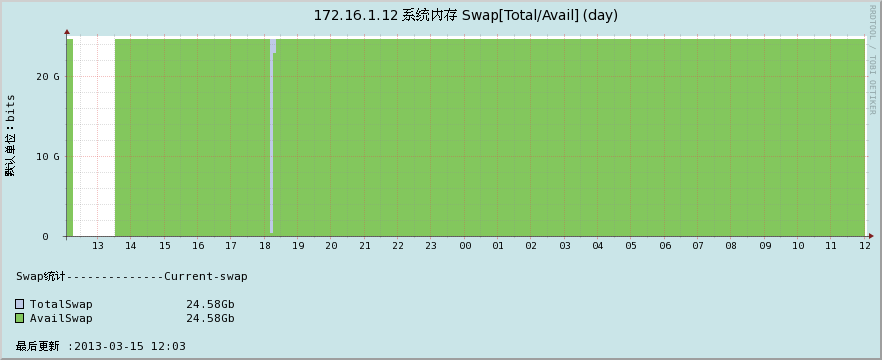 172.16.1.12 系统内存 Swap[Total/Avail] (day)
RRDTOOL / TOBI OETIKER
默认单位：bits
20 G
10 G
0
13 14 15 16 17 18 19 20 21 22 23 00 01 02 03 04 05 06 07 08 09 10 11 12
Swap统计--------------Current-swap
TotalSwap 24.58Gb
AvailSwap 24.58Gb
最后更新 :2013-03-15 12:03